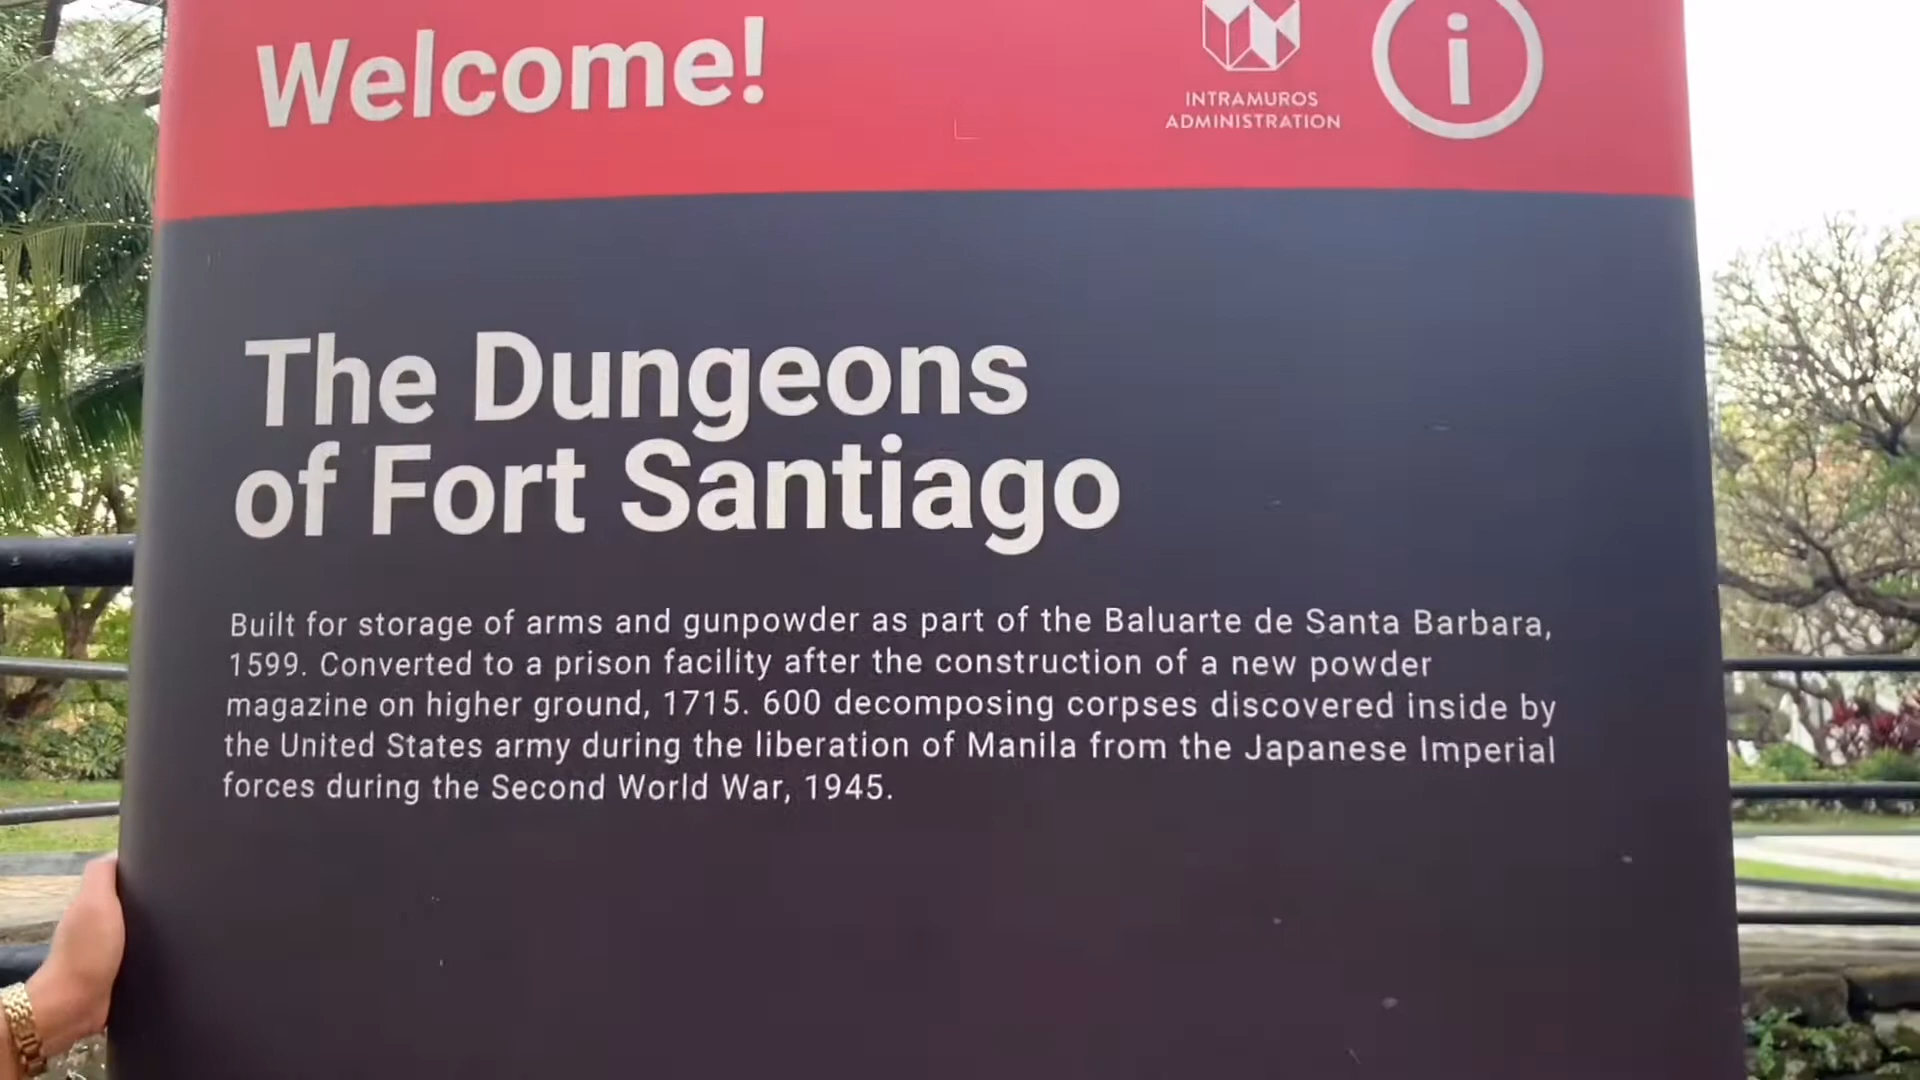 Welcome!
INTRAMUROS
ADMINISTRATION
i
The Dungeons
of Fort Santiago
Built for storage of arms and gunpowder as part of the Baluarte de Santa Barbara,
1599. Converted to a prison facility after the construction of a new powder
magazine on higher ground, 1715. 600 decomposing corpses discovered inside by
the United States army during the liberation of Manila from the Japanese Imperial
forces during the Second World War, 1945.